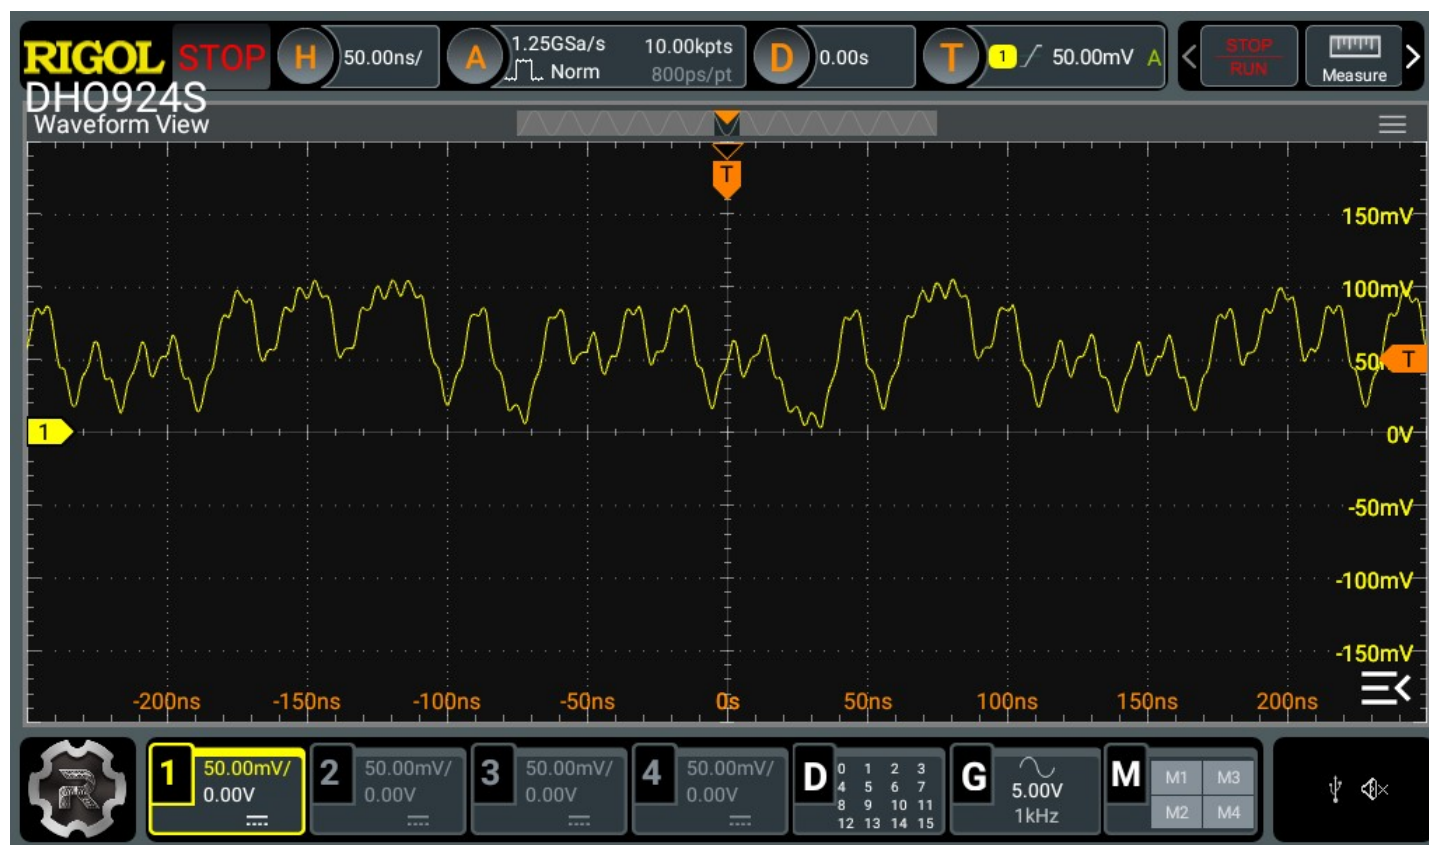 RIGOL STOP H 50.00ns/ A 1.25GSa/s 10.00kpts D 0.00s T 1 50.00mV A STOP
Norm 800ps/pt RUN Measure
DHO924S
Waveform View
T
150mV
100mV
T
1
0V
-50mV
-100mV
-150mV
-200ns -150ns -100ns -50ns 0s 50ns 100ns 150ns 200ns
1 50.00mV/ 2 50.00mV/ 3 50.00mV/ 4 50.00mV/ D 0 1 2 3 G M M1 M3
0.00V 0.00V 0.00V 0.00V 4 5 6 7 5.00V
8 9 10 11 1kHz M2 M4
12 13 14 15
R